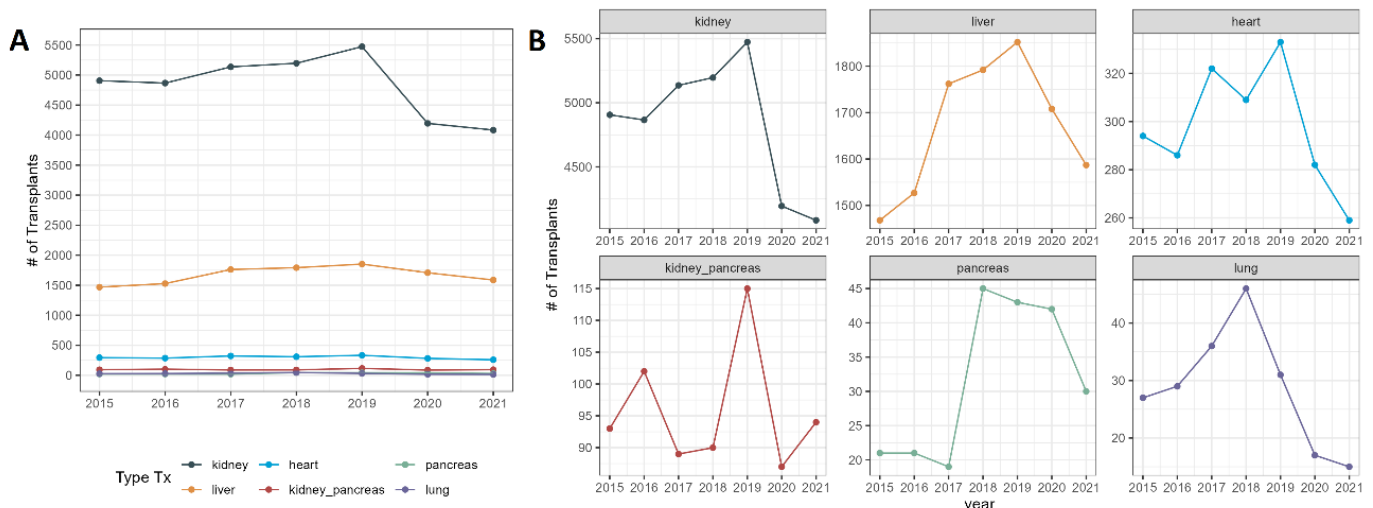 A
# of Transplants
5500
5000
4500
4000
3500
3000
2500
2000
1500
1000
500
0
2015 2016 2017 2018 2019 2020 2021
Type Tx
kidney heart pancreas
liver kidney_pancreas lung
B
# of Transplants
kidney
5500
5000
4500
2015 2016 2017 2018 2019 2020 2021
liver
1800
1700
1600
1500
2015 2016 2017 2018 2019 2020 2021
heart
320
300
280
260
2015 2016 2017 2018 2019 2020 2021
kidney_pancreas
115
110
105
100
95
90
2015 2016 2017 2018 2019 2020 2021
pancreas
45
40
35
30
25
20
2015 2016 2017 2018 2019 2020 2021
lung
40
30
20
2015 2016 2017 2018 2019 2020 2021
year